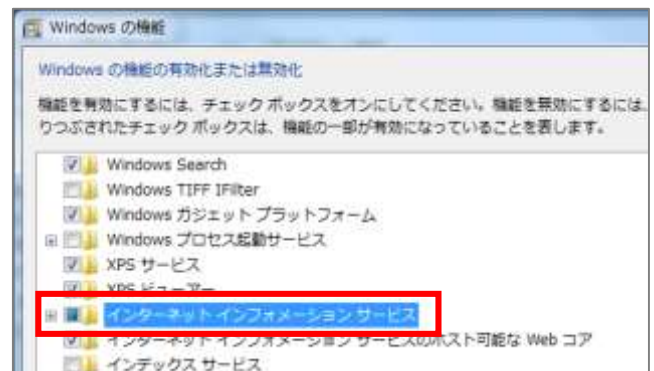 Windows の機能
Windows の機能の有効化または無効化
機能を有効にするには、チェック ボックスをオンにしてください。機能を無効にするには、
りつぶされたチェック ボックスは、機能の一部が有効になっていることを表します。
Windows Search
Windows TIFF IFilter
Windows ガジェット プラットフォーム
Windows プロセス起動サービス
XPS サービス
XPS ビューアー
インターネット インフォメーション サービス
インターネット インフォメーション サービスのホスト可能な Web コア
インデックス サービス